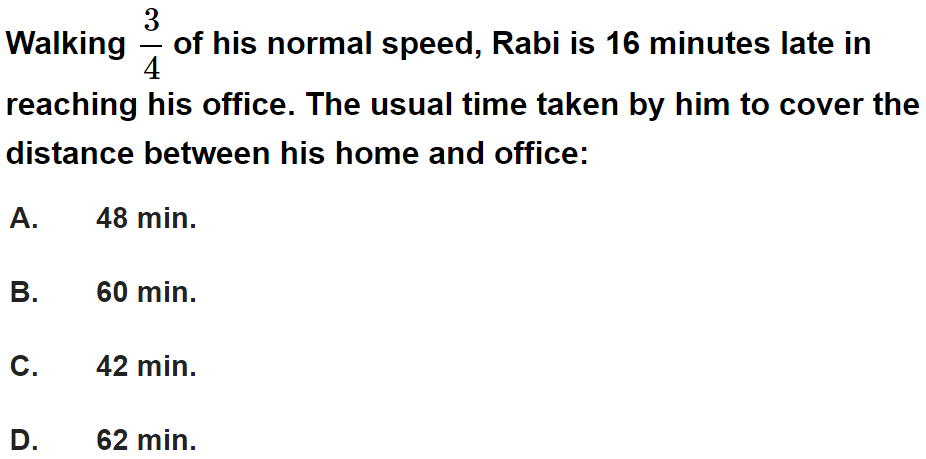 Walking 3/4 of his normal speed, Rabi is 16 minutes late in
reaching his office. The usual time taken by him to cover the
distance between his home and office:
A. 48 min.
B. 60 min.
C. 42 min.
D. 62 min.